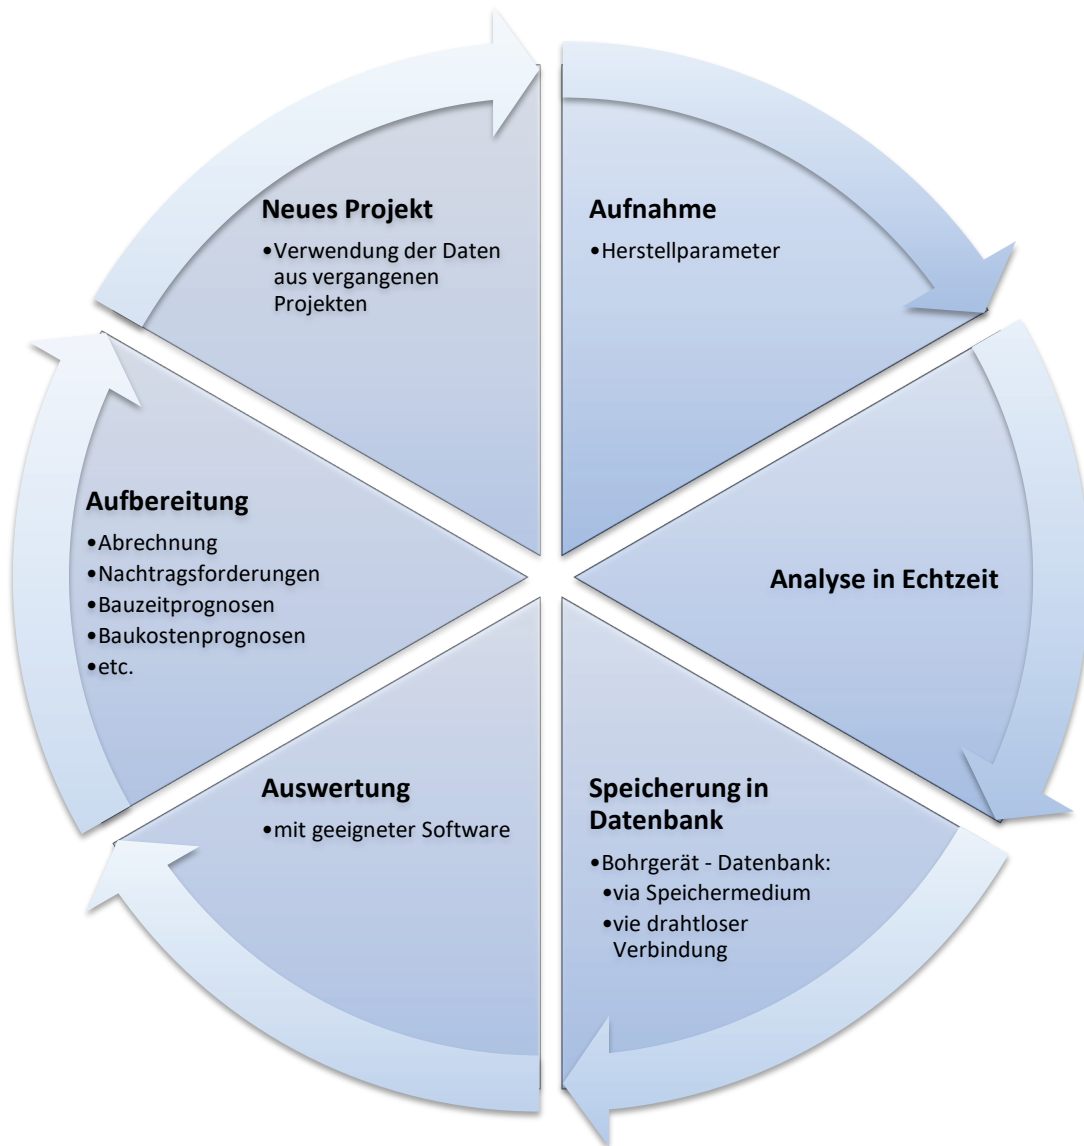 Neues Projekt
•Verwendung der Daten
aus vergangenen
Projekten
Aufnahme
•Herstellparameter
Analyse in Echtzeit
Speicherung in
Datenbank
•Bohrgerät - Datenbank:
•via Speichermedium
•vie drahtloser
Verbindung
Auswertung
•mit geeigneter Software
Aufbereitung
•Abrechnung
•Nachtragsforderungen
•Bauzeitprognosen
•Baukostenprognosen
•etc.